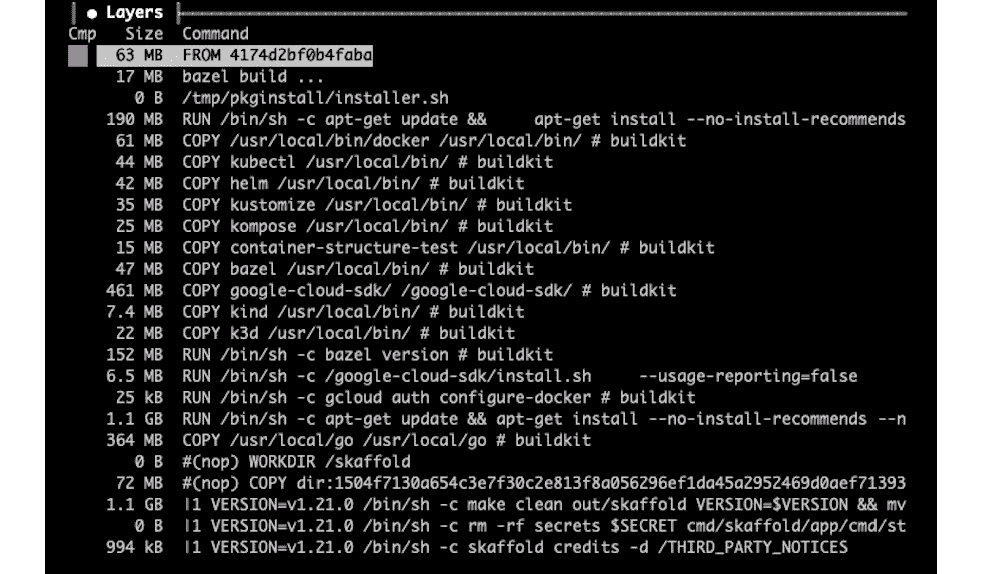 ● Layers
Cmp Size Command
63 MB FROM 4174d2bf0b4faba
17 MB bazel build ...
0 B /tmp/pkginstall/installer.sh
190 MB RUN /bin/sh -c apt-get update && apt-get install --no-install-recommends
61 MB COPY /usr/local/bin/docker /usr/local/bin/ # buildkit
44 MB COPY kubectl /usr/local/bin/ # buildkit
42 MB COPY helm /usr/local/bin/ # buildkit
35 MB COPY kustomize /usr/local/bin/ # buildkit
25 MB COPY kompose /usr/local/bin/ # buildkit
15 MB COPY container-structure-test /usr/local/bin/ # buildkit
47 MB COPY bazel /usr/local/bin/ # buildkit
461 MB COPY google-cloud-sdk/ /google-cloud-sdk/ # buildkit
7.4 MB COPY kind /usr/local/bin/ # buildkit
22 MB COPY k3d /usr/local/bin/ # buildkit
152 MB RUN /bin/sh -c bazel version # buildkit
6.5 MB RUN /bin/sh -c /google-cloud-sdk/install.sh --usage-reporting=false
25 kB RUN /bin/sh -c gcloud auth configure-docker # buildkit
1.1 GB RUN /bin/sh -c apt-get update && apt-get install --no-install-recommends --n
364 MB COPY /usr/local/go /usr/local/go # buildkit
0 B #(nop) WORKDIR /skaffold
72 MB #(nop) COPY dir:1504f7130a654c3e7f30c2e813f8a056296ef1da45a2952469d0aef71393
1.1 GB |1 VERSION=v1.21.0 /bin/sh -c make clean out/skaffold VERSION=$VERSION && mv
0 B |1 VERSION=v1.21.0 /bin/sh -c rm -rf secrets $SECRET cmd/skaffold/app/cmd/st
994 kB |1 VERSION=v1.21.0 /bin/sh -c skaffold credits -d /THIRD_PARTY_NOTICES